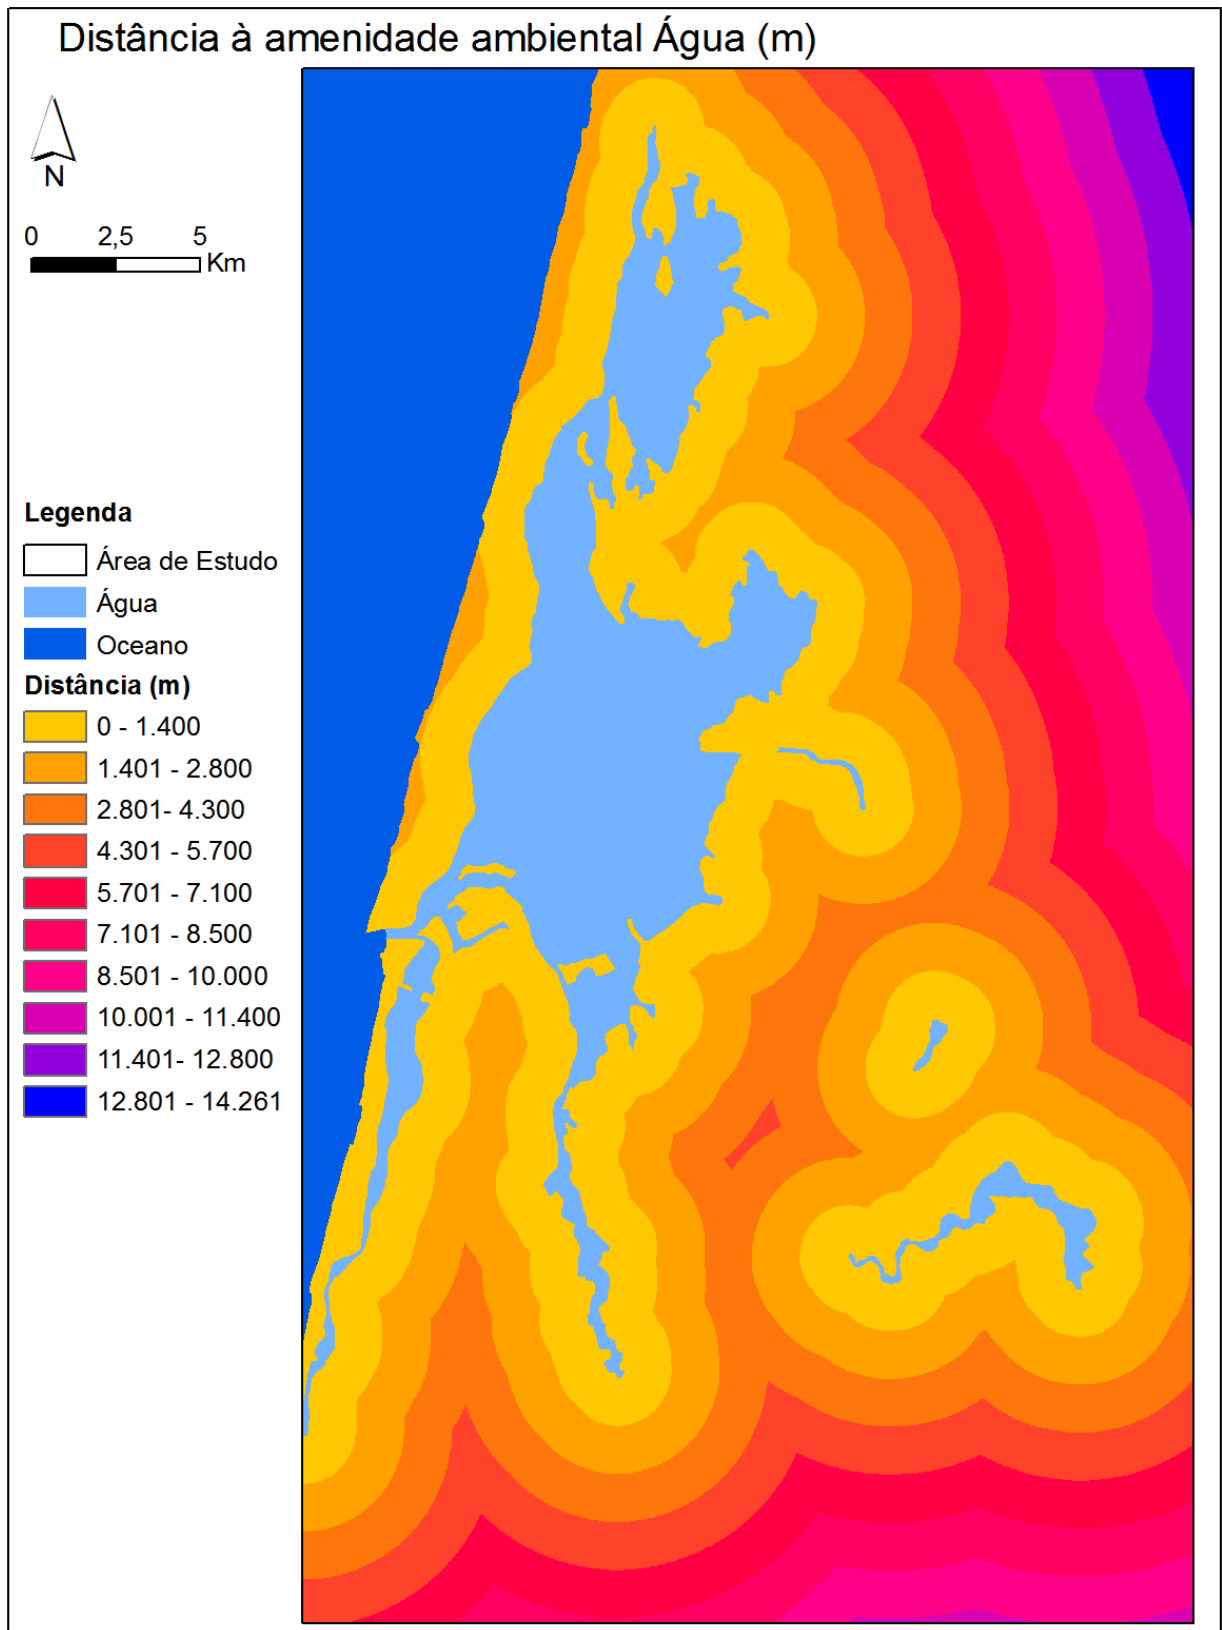 Distância à amenidade ambiental Água (m)
N
0 2,5 5
Km
Legenda
Área de Estudo
Água
Oceano
Distância (m)
0 - 1.400
1.401 - 2.800
2.801- 4.300
4.301 - 5.700
5.701 - 7.100
7.101 - 8.500
8.501 - 10.000
10.001 - 11.400
11.401- 12.800
12.801 - 14.261